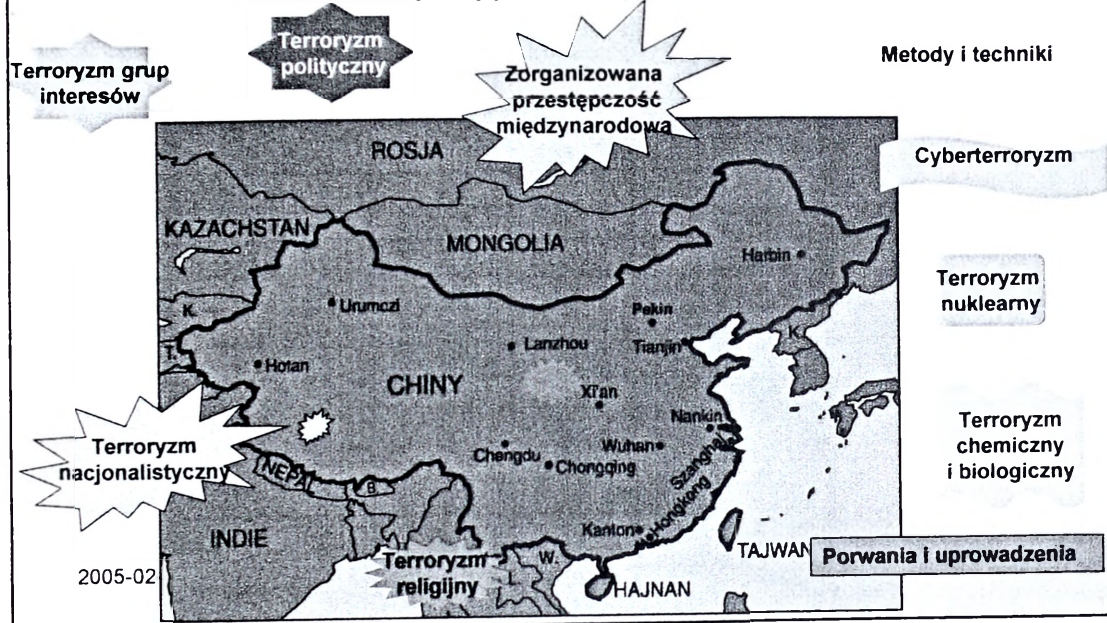 Terroryzm
polityczny
Terroryzm grup
interesów
Zorganizowana
przestępczość
międzynarodowa
Metody i techniki
Cyberterroryzm
Terroryzm
nuklearny
Terroryzm
chemiczny
i biologiczny
Porwania i uprowadzenia
ROSJA
KAZACHSTAN
MONGOLIA
Harbin
Urumczi
K.
Pekin
K.
Lanzhou
Tianjin
T.
Hotan
CHINY
Xi'an
Nankin
Terroryzm
nacjonalistyczny
Chengdu
Wuhan
Szanghaj
Chongqing
NEPAL
B.
Hongkong
Kanton
INDIE
W.
TAJWAN
Terroryzm
religijny
L.
HAJNAN
2005-02